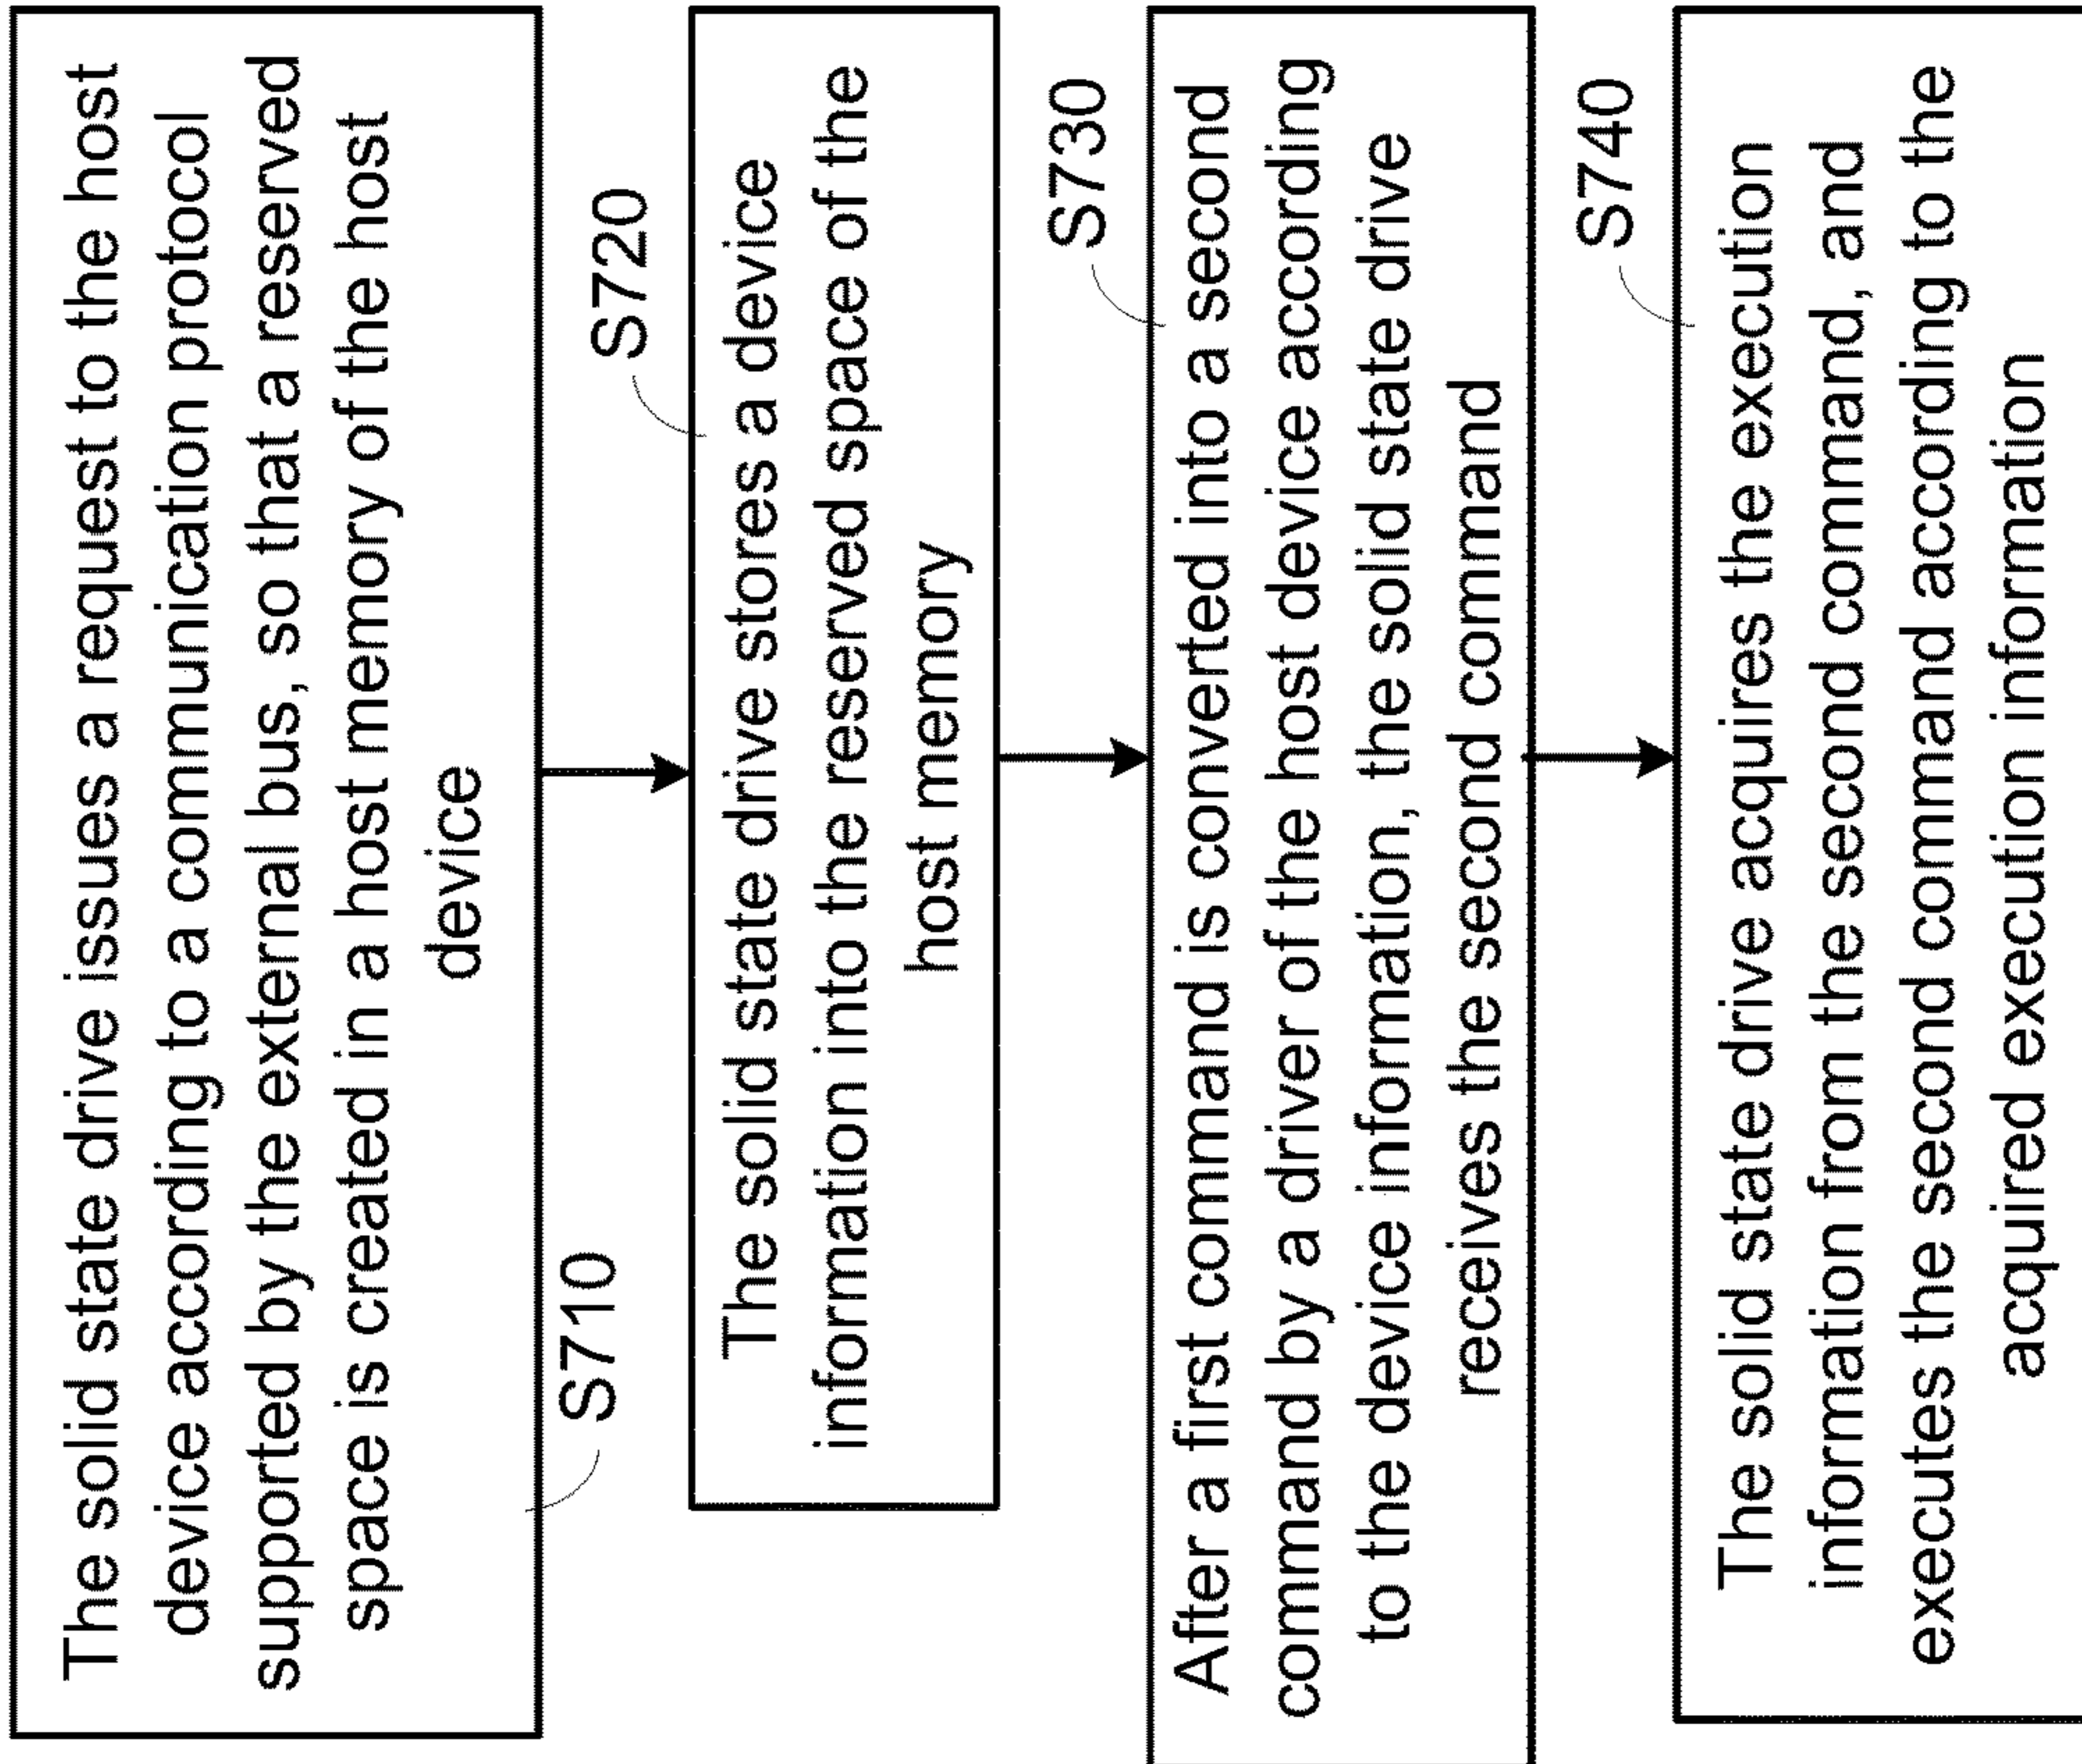 The solid state drive issues a request to the host
device according to a communication protocol
supported by the external bus, so that a reserved
space is created in a host memory of the host
device
S710
S720
The solid state drive stores a device
information into the reserved space of the
host memory
S730
After a first command is converted into a second
command by a driver of the host device according
to the device information, the solid state drive
receives the second command
S740
The solid state drive acquires the execution
information from the second command, and
executes the second command according to the
acquired execution information